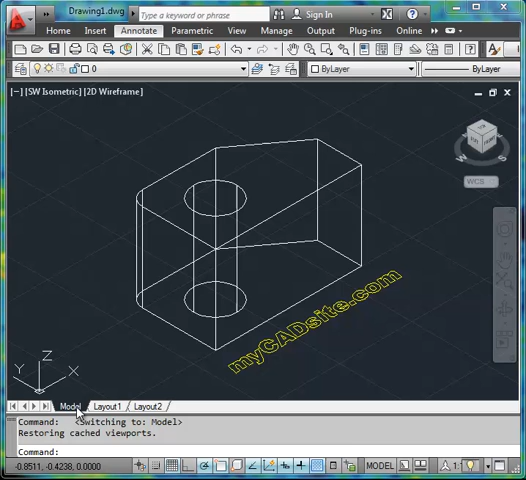 Drawing1.dwg
Type a keyword or phrase
Sign In
Home
Insert
Annotate
Parametric
View
Manage
Output
Plug-ins
Online
0
ByLayer
ByLayer
[−] [SW Isometric] [2D Wireframe]
W
S
WCS
myCADsite.com
Z
Y
X
Model
Layout1
Layout2
Command:   <Switching to: Model>
Restoring cached viewports.
Command:
-0.8511, -0.4238, 0.0000
MODEL
1:1